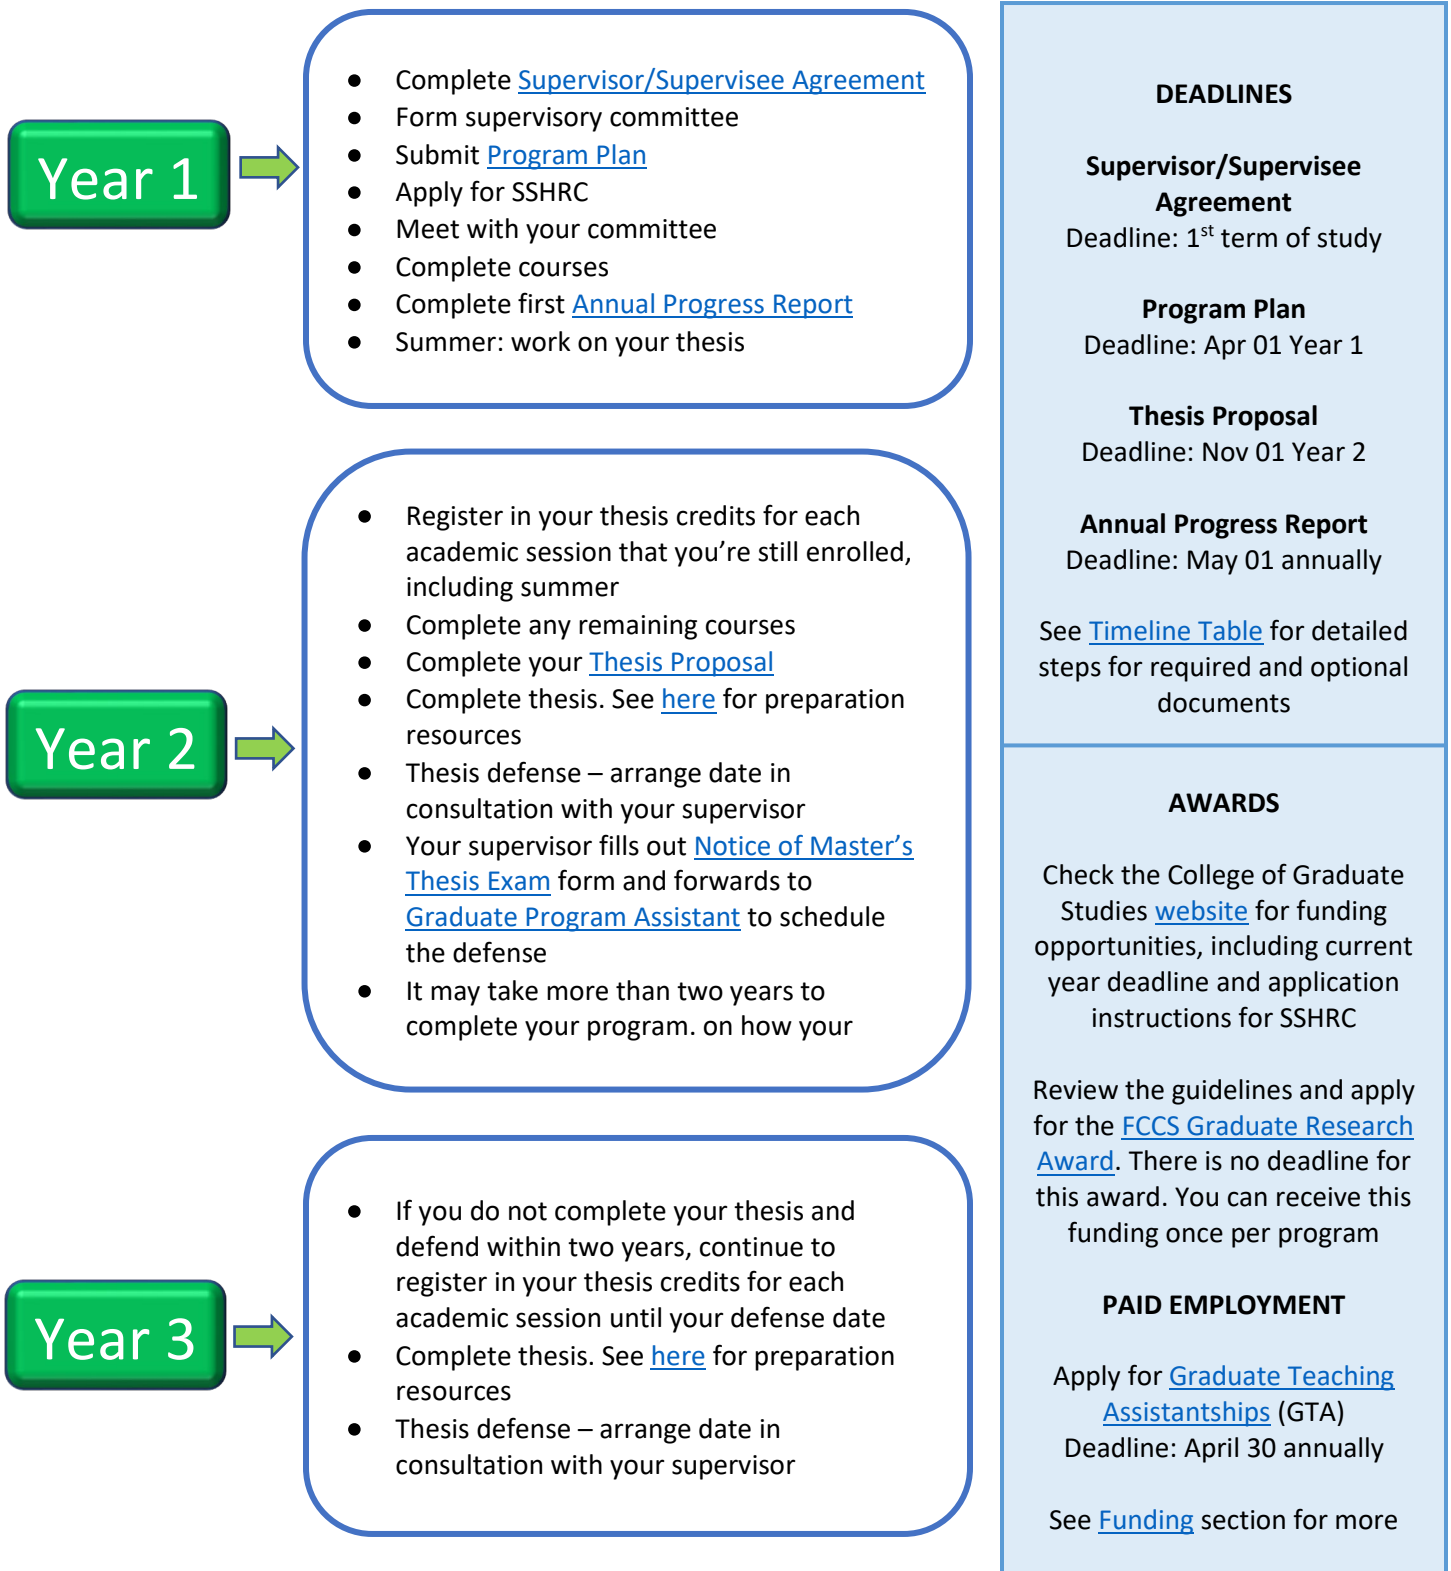 Year 1
● Complete Supervisor/Supervisee Agreement
● Form supervisory committee
● Submit Program Plan
● Apply for SSHRC
● Meet with your committee
● Complete courses
● Complete first Annual Progress Report
● Summer: work on your thesis
Year 2
● Register in your thesis credits for each
academic session that you’re still enrolled,
including summer
● Complete any remaining courses
● Complete your Thesis Proposal
● Complete thesis. See here for preparation
resources
● Thesis defense – arrange date in
consultation with your supervisor
● Your supervisor fills out Notice of Master’s
Thesis Exam form and forwards to
Graduate Program Assistant to schedule
the defense
● It may take more than two years to
complete your program. on how your
Year 3
● If you do not complete your thesis and
defend within two years, continue to
register in your thesis credits for each
academic session until your defense date
● Complete thesis. See here for preparation
resources
● Thesis defense – arrange date in
consultation with your supervisor
DEADLINES
Supervisor/Supervisee
Agreement
Deadline: 1st term of study
Program Plan
Deadline: Apr 01 Year 1
Thesis Proposal
Deadline: Nov 01 Year 2
Annual Progress Report
Deadline: May 01 annually
See Timeline Table for detailed
steps for required and optional
documents
AWARDS
Check the College of Graduate
Studies website for funding
opportunities, including current
year deadline and application
instructions for SSHRC
Review the guidelines and apply
for the FCCS Graduate Research
Award. There is no deadline for
this award. You can receive this
funding once per program
PAID EMPLOYMENT
Apply for Graduate Teaching
Assistantships (GTA)
Deadline: April 30 annually
See Funding section for more